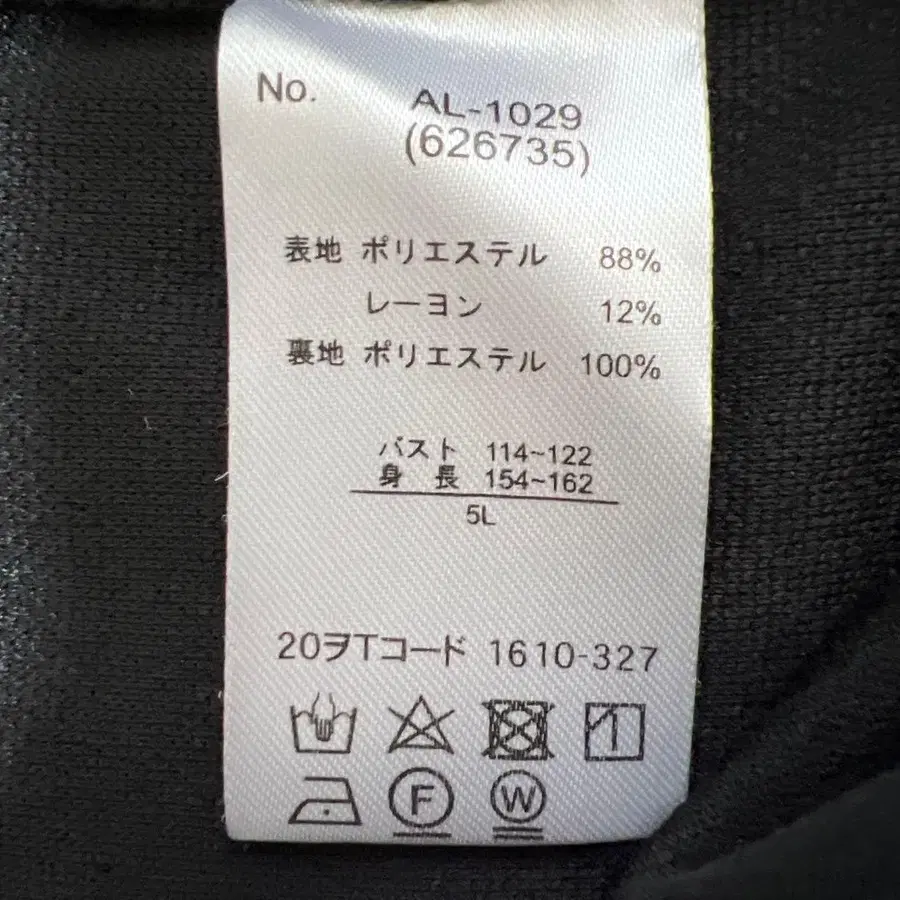 No. AL-1029
(626735)
表地 ポリエステル 88%
レーヨン 12%
裏地 ポリエステル 100%
バスト 114~122
身長 154~162
5L
20ヲTコード 1610-327
F W